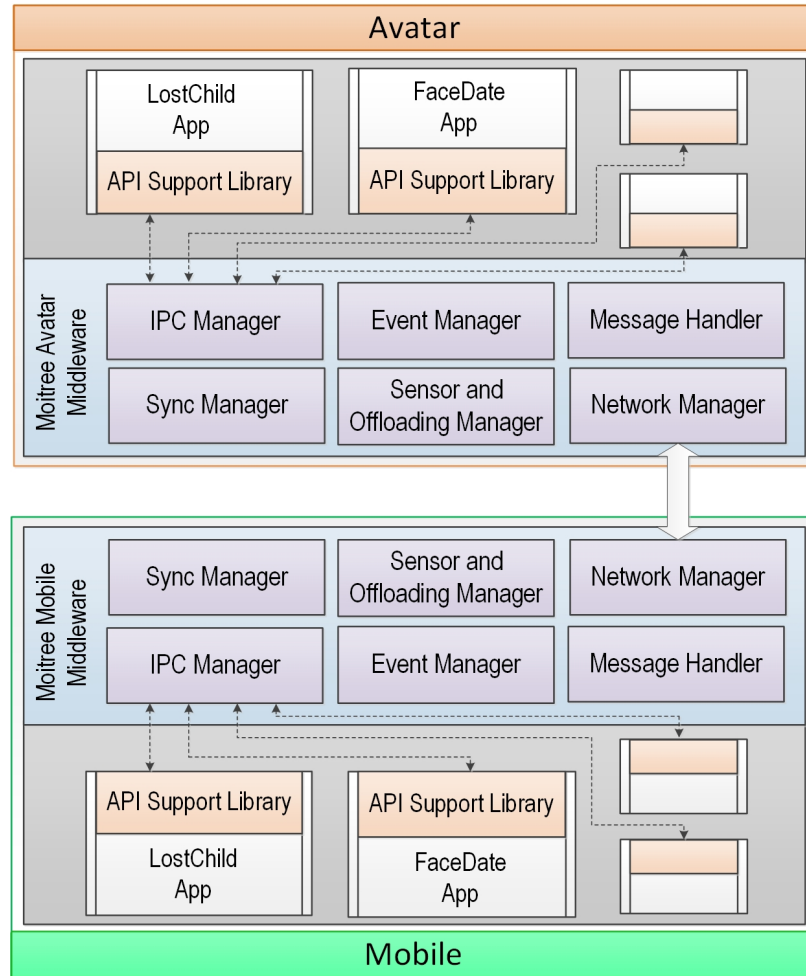 Avatar
LostChild
App
API Support Library
FaceDate
App
API Support Library
Moitree Avatar
Middleware
IPC Manager
Event Manager
Message Handler
Sync Manager
Sensor and
Offloading Manager
Network Manager
Moitree Mobile
Middleware
Sync Manager
Sensor and
Offloading Manager
Network Manager
IPC Manager
Event Manager
Message Handler
API Support Library
LostChild
App
API Support Library
FaceDate
App
Mobile